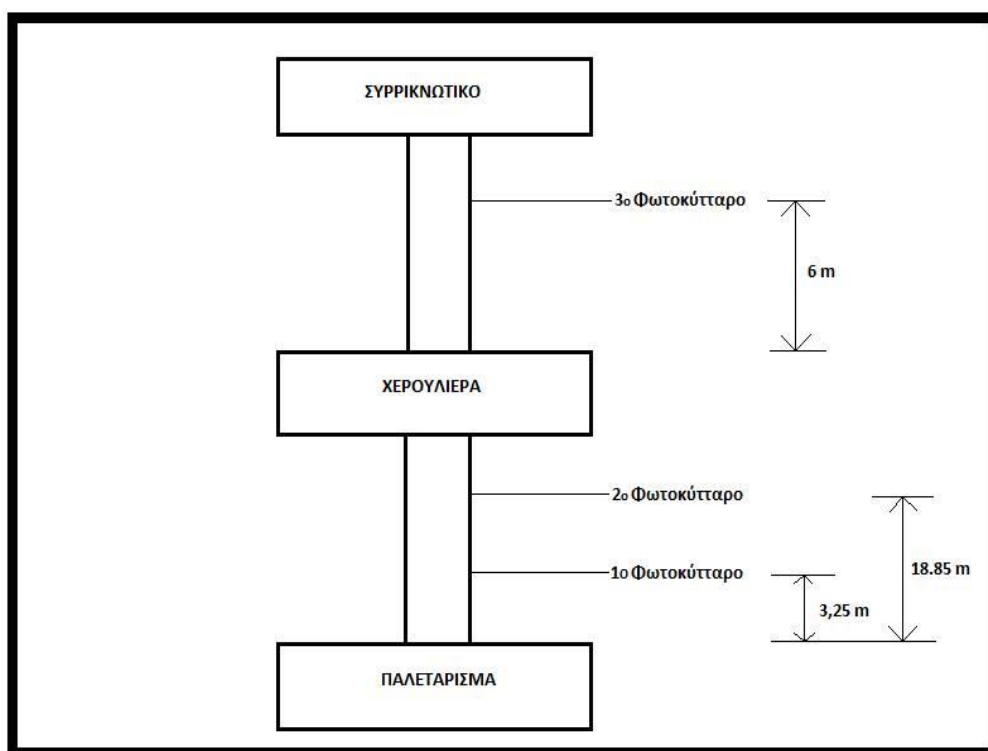 ΣΥΡΡΙΚΝΩΤΙΚΟ
3ο Φωτοκύτταρο
6 m
ΧΕΡΟΥΛΙΕΡΑ
2ο Φωτοκύτταρο
18.85 m
1Ο Φωτοκύτταρο
3,25 m
ΠΑΛΕΤΑΡΙΣΜΑ